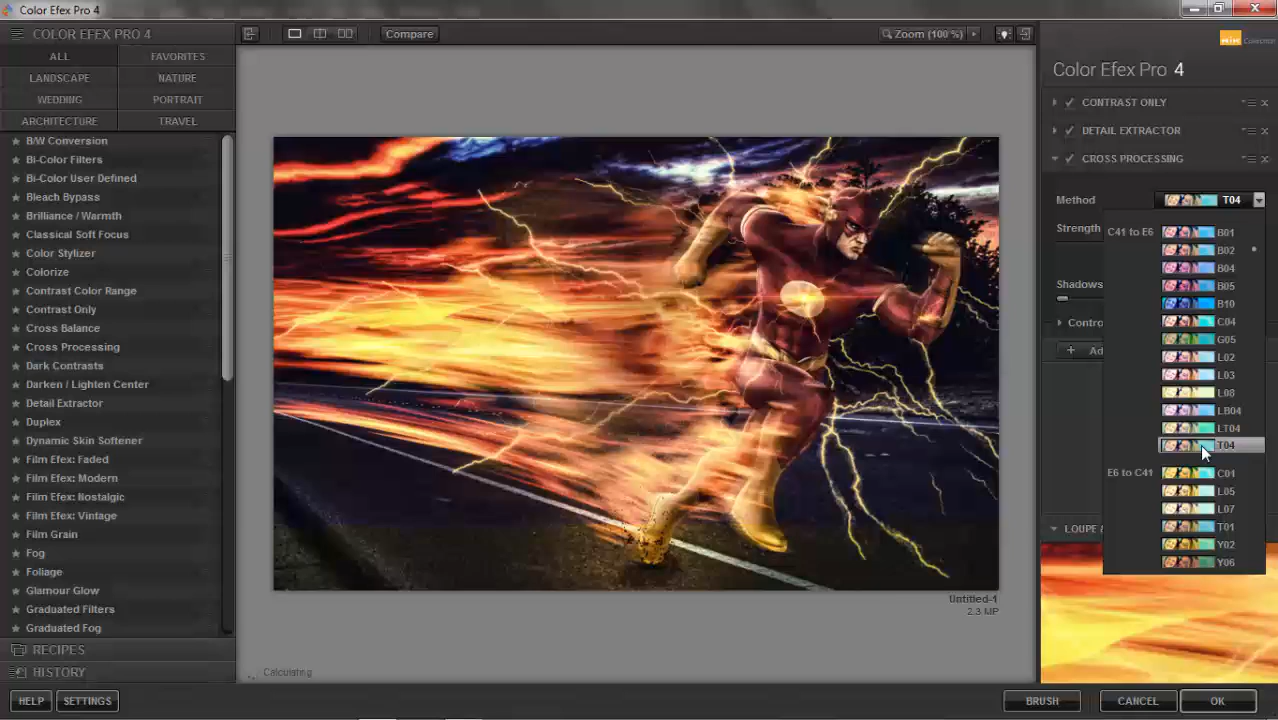 Color Efex Pro 4
COLOR EFEX PRO 4
ALL
FAVORITES
LANDSCAPE
NATURE
WEDDING
PORTRAIT
ARCHITECTURE
TRAVEL
B/W Conversion
Bi-Color Filters
Bi-Color User Defined
Bleach Bypass
Brilliance / Warmth
Classical Soft Focus
Color Stylizer
Colorize
Contrast Color Range
Contrast Only
Cross Balance
Cross Processing
Dark Contrasts
Darken / Lighten Center
Detail Extractor
Duplex
Dynamic Skin Softener
Film Efex: Faded
Film Efex: Modern
Film Efex: Nostalgic
Film Efex: Vintage
Film Grain
Fog
Foliage
Glamour Glow
Graduated Filters
Graduated Fog
RECIPES
HISTORY
HELP
SETTINGS
Compare
Zoom (100 %)
Untitled-1
2.3 MP
Calculating
nik Collection
Color Efex Pro 4
CONTRAST ONLY
DETAIL EXTRACTOR
CROSS PROCESSING
Method
T04
Strength
Shadows
Contro
+ Ad
LOUPE &
C41 to E6
B01
B02
B04
B05
B10
C04
G05
L02
L03
L08
LB04
LT04
T04
E6 to C41
C01
L05
L07
T01
Y02
Y06
BRUSH
CANCEL
OK